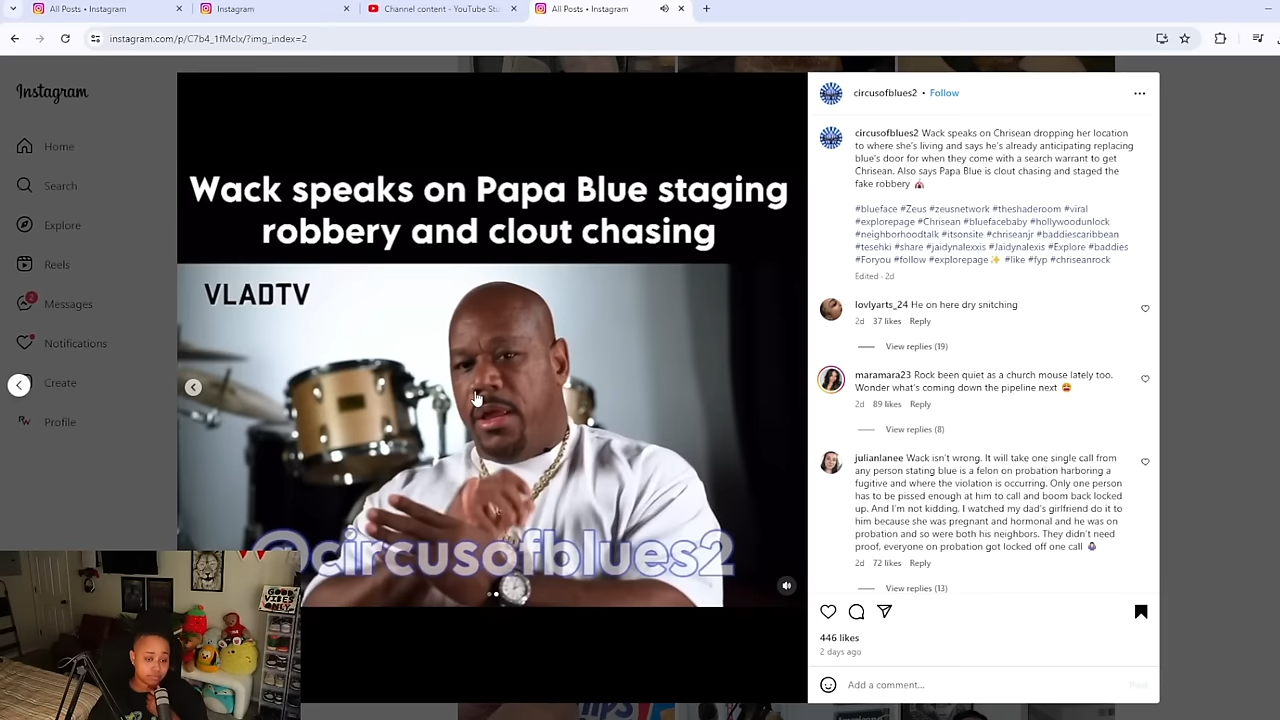 All Posts • Instagram
Instagram
Channel content - YouTube Stu
All Posts • Instagram
instagram.com/p/C7b4_1fMclx/?img_index=2
Instagram
Home
Search
Explore
Reels
2
Messages
Notifications
Create
Profile
Wack speaks on Papa Blue staging
robbery and clout chasing
VLADTV
@circusofblues2
GOOD
VIBES
ONLY
circusofblues2 • Follow
circusofblues2 Wack speaks on Chrisean dropping her location
to where she's living and says he's already anticipating replacing
blue's door for when they come with a search warrant to get
Chrisean. Also says Papa Blue is clout chasing and staged the
fake robbery 🎪
#blueface #Zeus #zeusnetwork #theshaderoom #viral
#explorepage #Chrisean #bluefacebaby #hollywoodunlock
#neighborhoodtalk #itsonsite #chriseanjr #baddiescaribbean
#tesehki #share #jaidynalexxis #Jaidynalexis #Explore #baddies
#Foryou #follow #explorepage✨ #like #fyp #chriseanrock
Edited · 2d
lovlyarts_24 He on here dry snitching
2d 37 likes Reply
View replies (19)
maramara23 Rock been quiet as a church mouse lately too.
Wonder what's coming down the pipeline next 🤩
2d 89 likes Reply
View replies (8)
julianlanee Wack isn't wrong. It will take one single call from
any person stating blue is a felon on probation harboring a
fugitive and where the violation is occurring. Only one person
has to be pissed enough at him to call and boom back locked
up. And I'm not kidding. I watched my dad's girlfriend do it to
him because she was pregnant and hormonal and he was on
probation and so were both his neighbors. They didn't need
proof, everyone on probation got locked off one call 🤷🏽‍♀️
2d 72 likes Reply
View replies (13)
446 likes
2 days ago
Add a comment...
Post